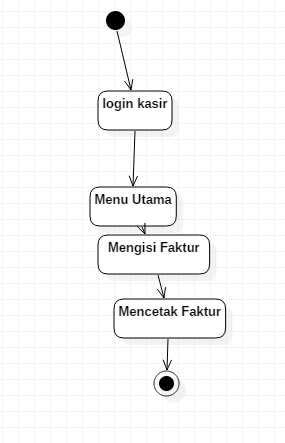 login kasir
Menu Utama
Mengisi Faktur
Mencetak Faktur